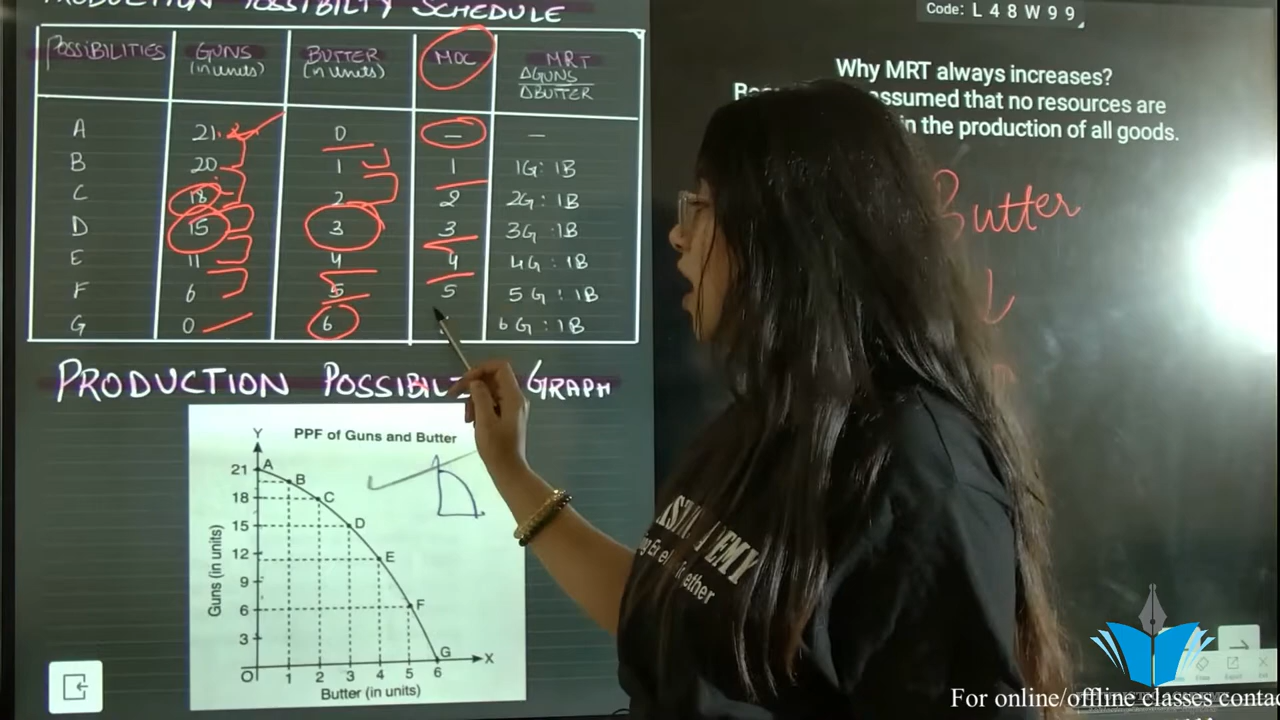 PRODUCTION POSSIBILTY SCHEDULE
Code: L 4 8 W 9 9
POSSIBILITIES GUNS (in units) BUTTER (in units) MOC MRT ΔGUNS/ΔBUTTER
A 21 0 — —
B 20 1 1 1G : 1B
C 18 2 2 2G : 1B
D 15 3 3 3G : 1B
E 11 4 4 4G : 1B
F 6 5 5 5G : 1B
G 0 6 6G : 1B
Why MRT always increases?
assumed that no resources are
in the production of all goods.
Butter
PRODUCTION GRAPH
PPF of Guns and Butter
Y
21
18
15
12
9
6
3
O
A
B
C
D
E
F
G
1 2 3 4 5 6
X
Guns (in units)
Butter (in units)
For online/offline classes